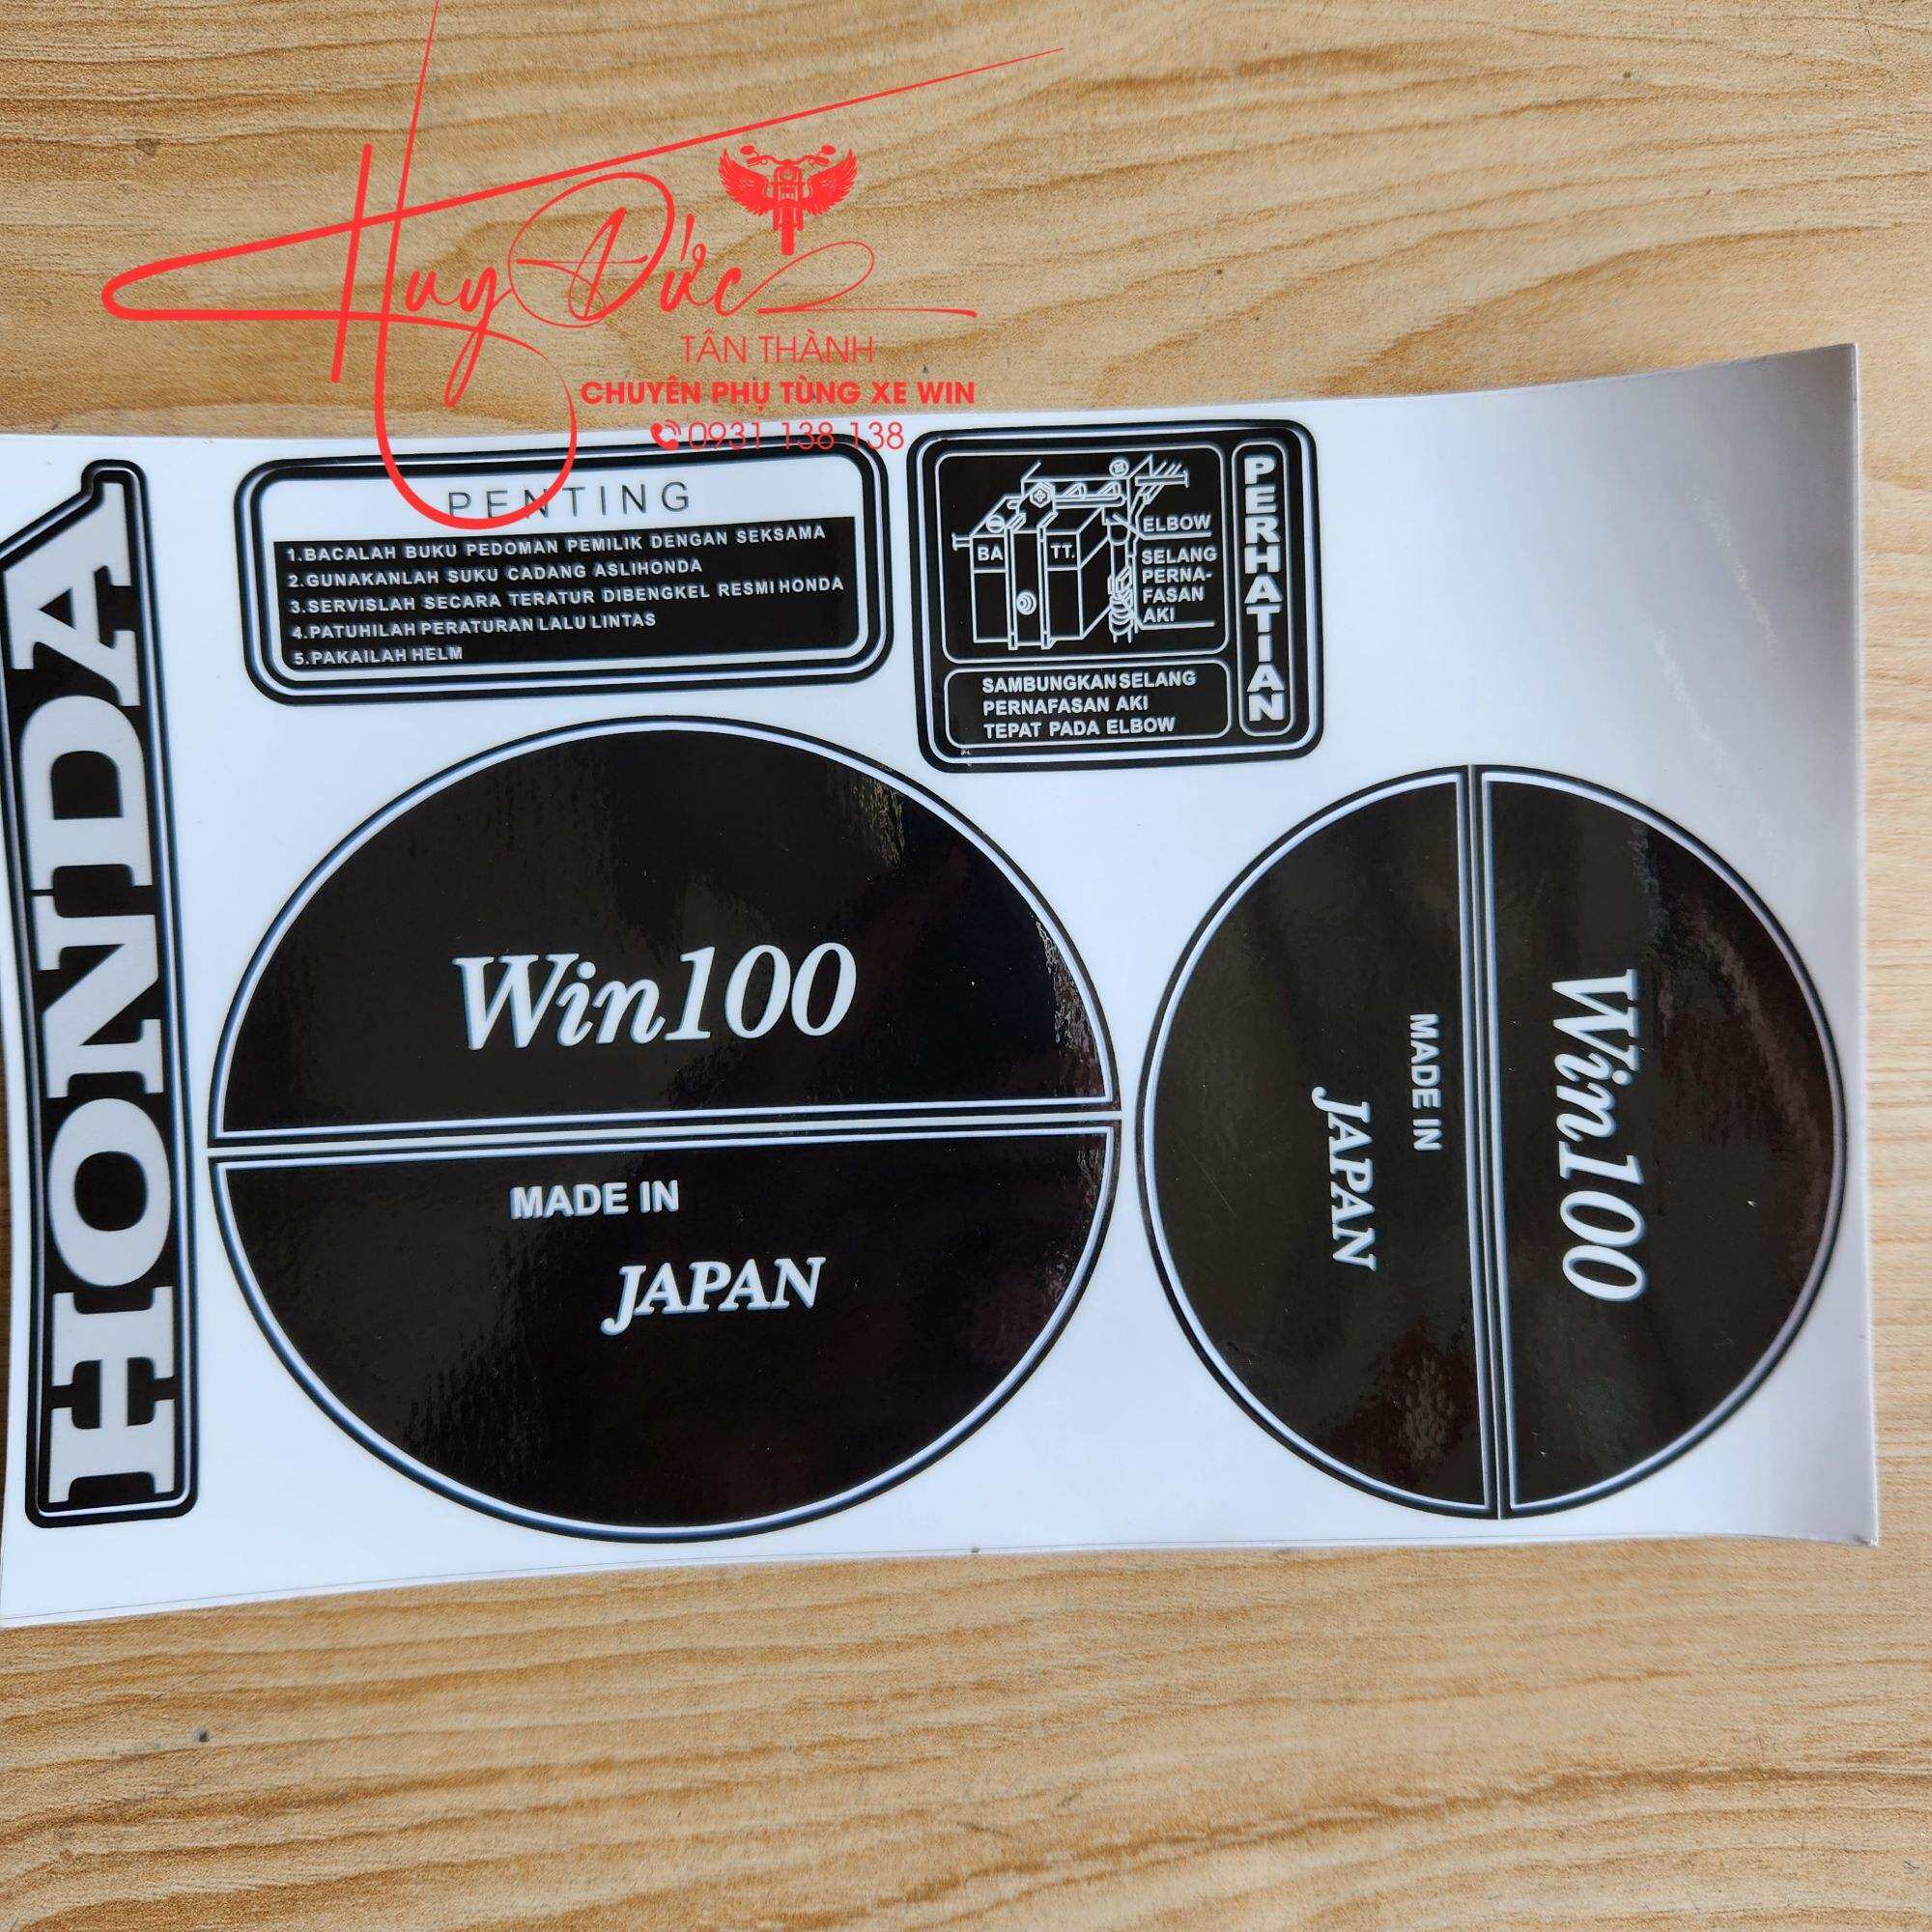 Huy Đức
TÂN THÀNH
CHUYÊN PHỤ TÙNG XE WIN
0931 138 138
HONDA
PENTING
1.BACALAH BUKU PEDOMAN PEMILIK DENGAN SEKSAMA
2.GUNAKANLAH SUKU CADANG ASLIHONDA
3.SERVISLAH SECARA TERATUR DIBENGKEL RESMI HONDA
4.PATUHILAH PERATURAN LALU LINTAS
5.PAKAILAH HELM
BA TT.
ELBOW
SELANG
PERNA-
FASAN
AKI
PERHATIAN
SAMBUNGKAN SELANG
PERNAFASAN AKI
TEPAT PADA ELBOW
Win100
MADE IN
JAPAN
Win100
MADE IN
JAPAN